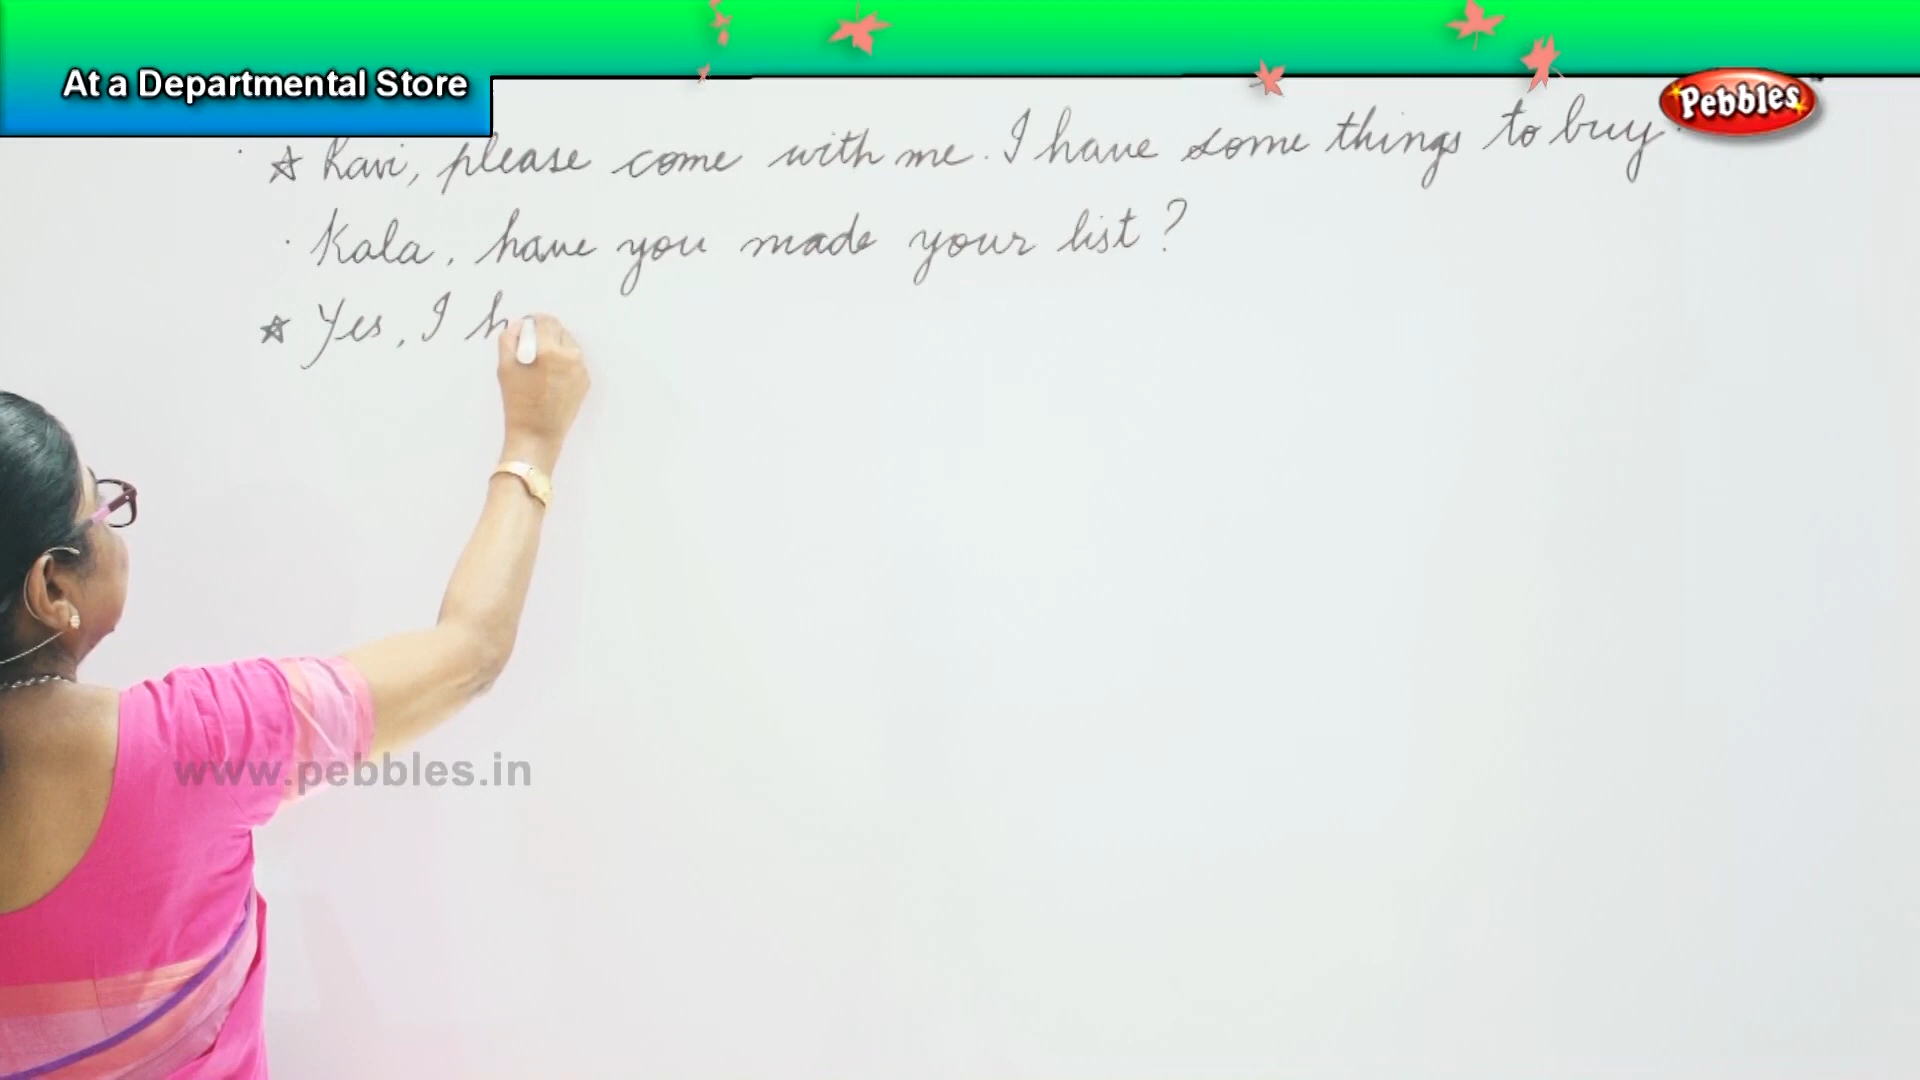 At a Departmental Store
Pebbles
☆ Ravi, please come with me. I have some things to buy.
· Kala, have you made your list?
☆ Yes, I h
www.pebbles.in